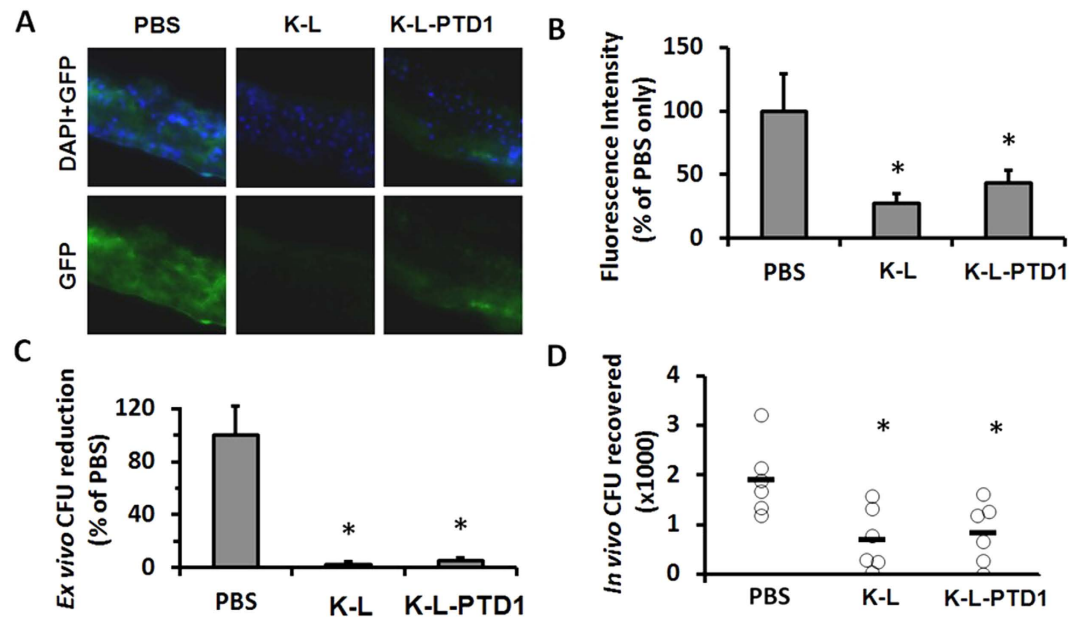 A
PBS
K-L
K-L-PTD1
DAPI+GFP
GFP
B
Fluorescence Intensity
(% of PBS only)
150
100
50
0
*
*
PBS
K-L
K-L-PTD1
C
Ex vivo CFU reduction
(% of PBS)
120
80
40
0
*
*
PBS
K-L
K-L-PTD1
D
In vivo CFU recovered
(x1000)
4
3
2
1
0
*
*
PBS
K-L
K-L-PTD1